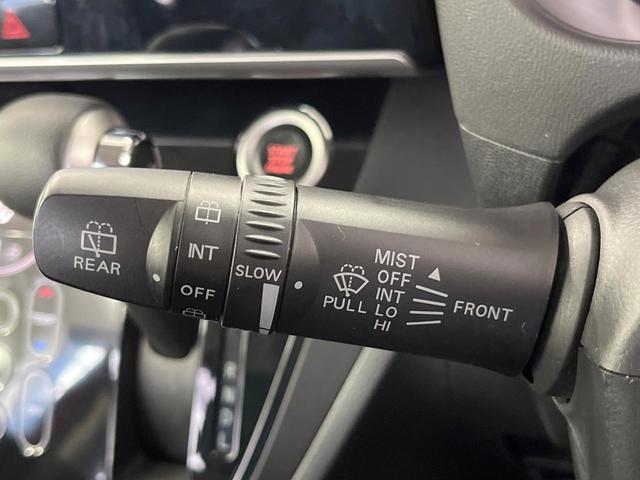 REAR
INT
OFF
SLOW
PULL
MIST
OFF
INT
LO
HI
FRONT